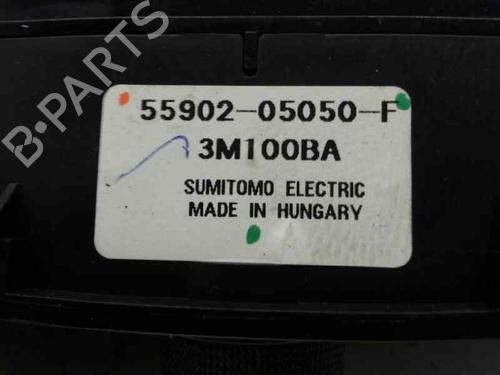 55902-05050-F
3M100BA
SUMITOMO ELECTRIC
MADE IN HUNGARY
B-PARTS